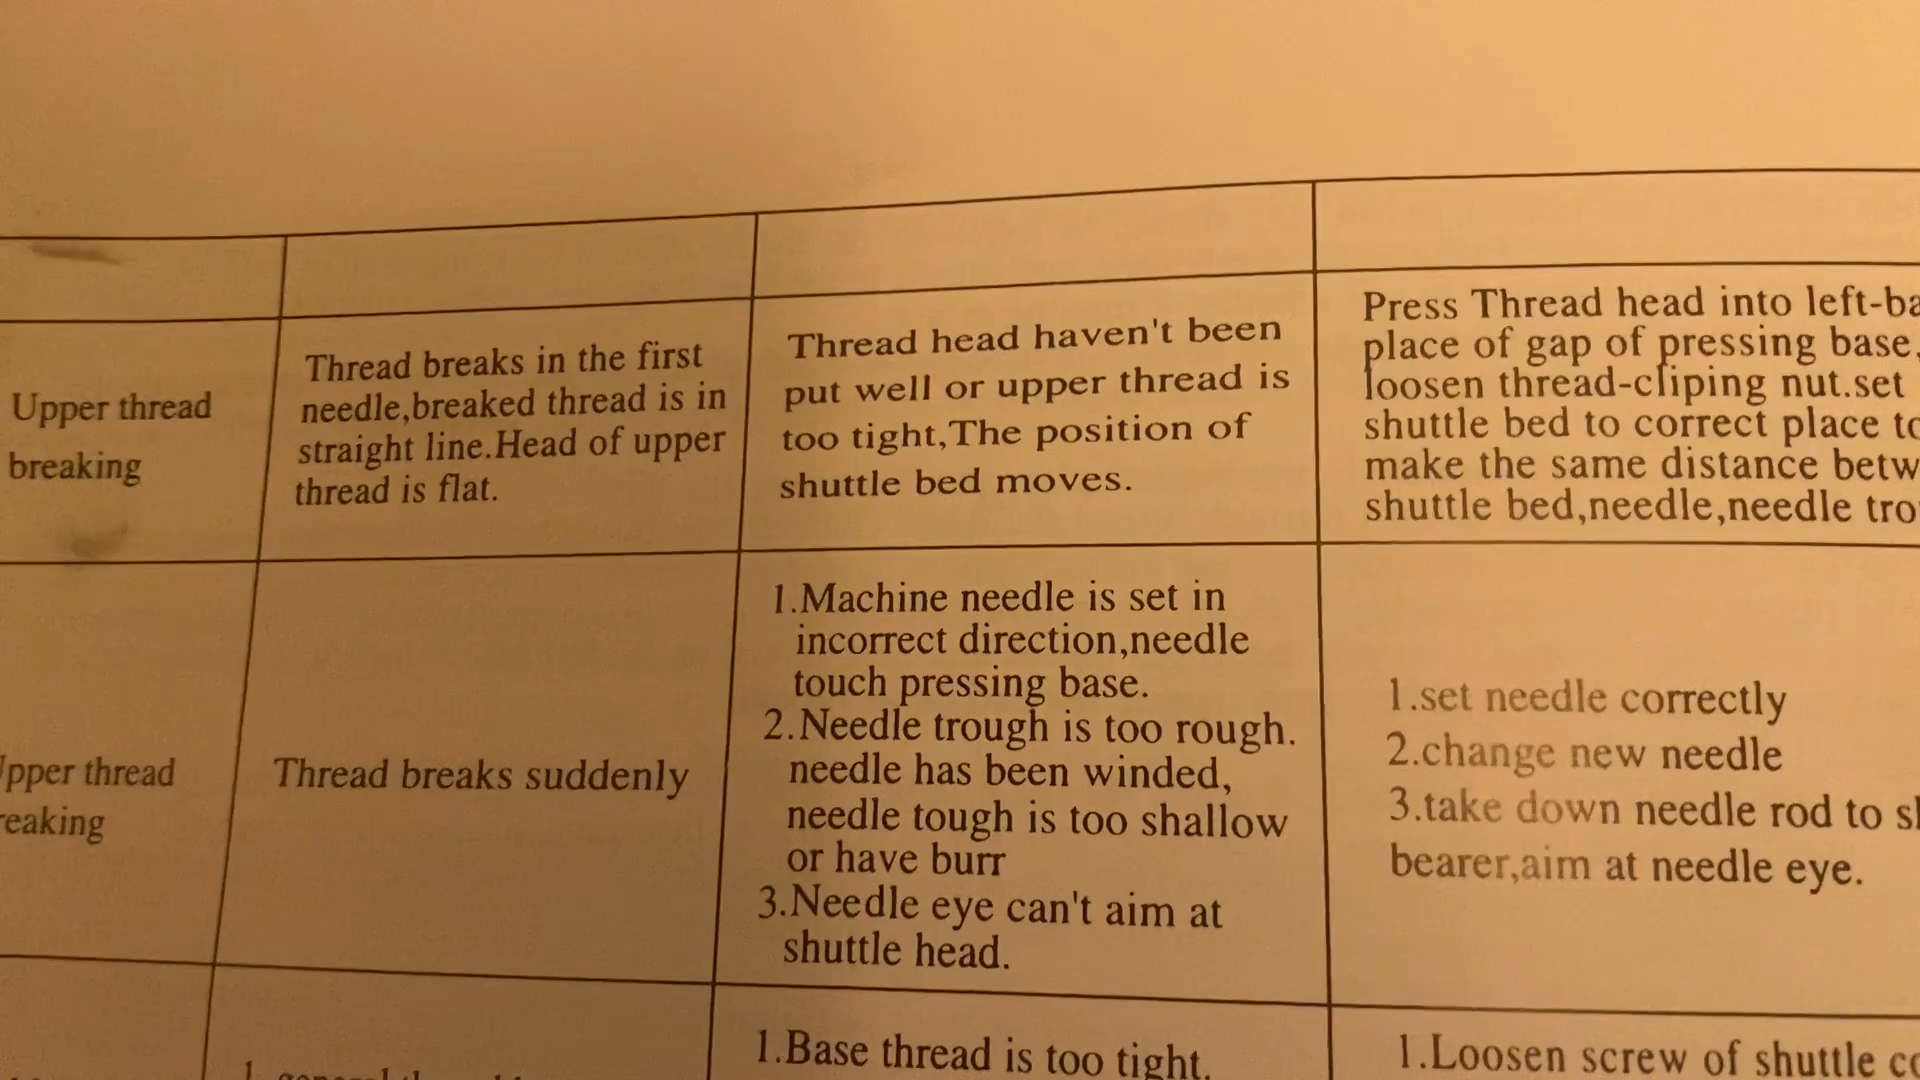 Upper thread
breaking
Thread breaks in the first
needle,breaked thread is in
straight line.Head of upper
thread is flat.
Thread head haven't been
put well or upper thread is
too tight,The position of
shuttle bed moves.
Press Thread head into left-ba
place of gap of pressing base,
loosen thread-cliping nut.set
shuttle bed to correct place to
make the same distance betw
shuttle bed,needle,needle tro
pper thread
reaking
Thread breaks suddenly
1.Machine needle is set in
incorrect direction,needle
touch pressing base.
2.Needle trough is too rough.
needle has been winded,
needle tough is too shallow
or have burr
3.Needle eye can't aim at
shuttle head.
1.set needle correctly
2.change new needle
3.take down needle rod to sh
bearer,aim at needle eye.
1.Base thread is too tight.
1.Loosen screw of shuttle co